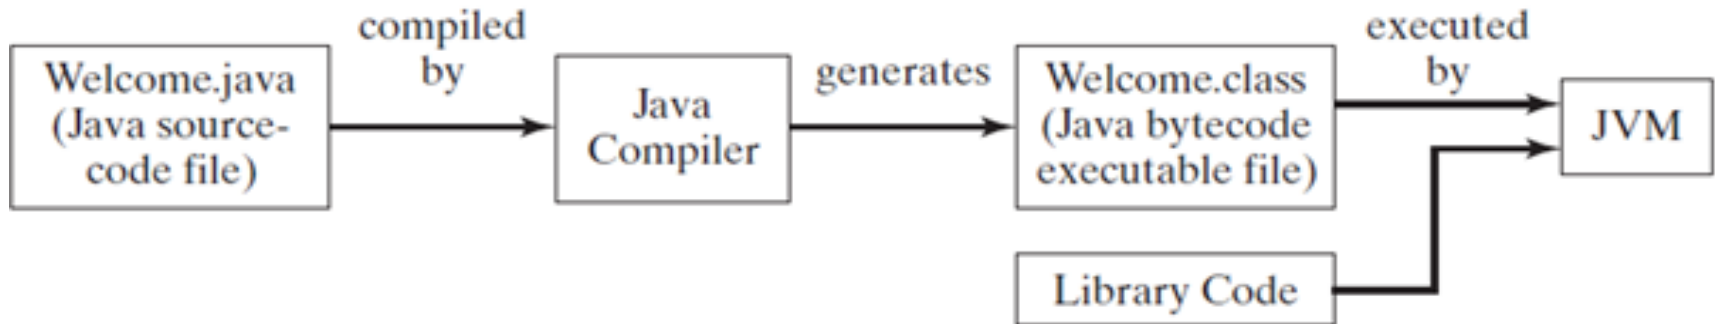 compiled
by
Welcome.java
(Java source-
code file)
Java
Compiler
generates
Welcome.class
(Java bytecode
executable file)
executed
by
JVM
Library Code